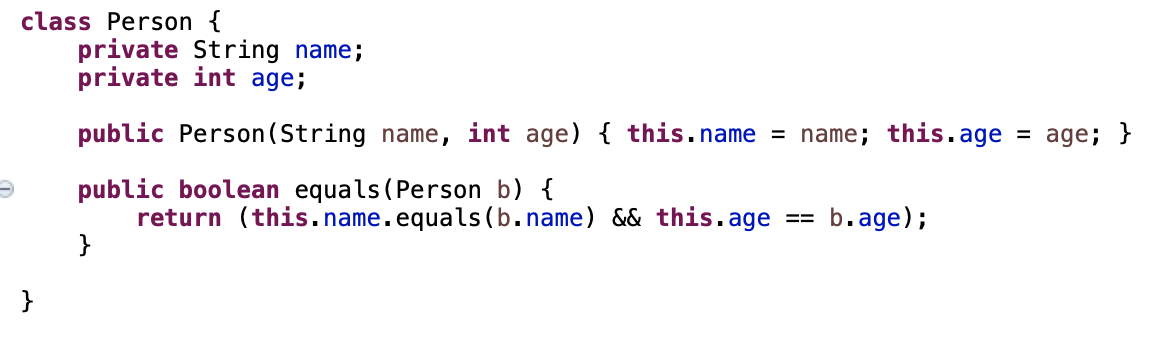 class Person {
    private String name;
    private int age;

    public Person(String name, int age) { this.name = name; this.age = age; }

    public boolean equals(Person b) {
        return (this.name.equals(b.name) && this.age == b.age);
    }

}